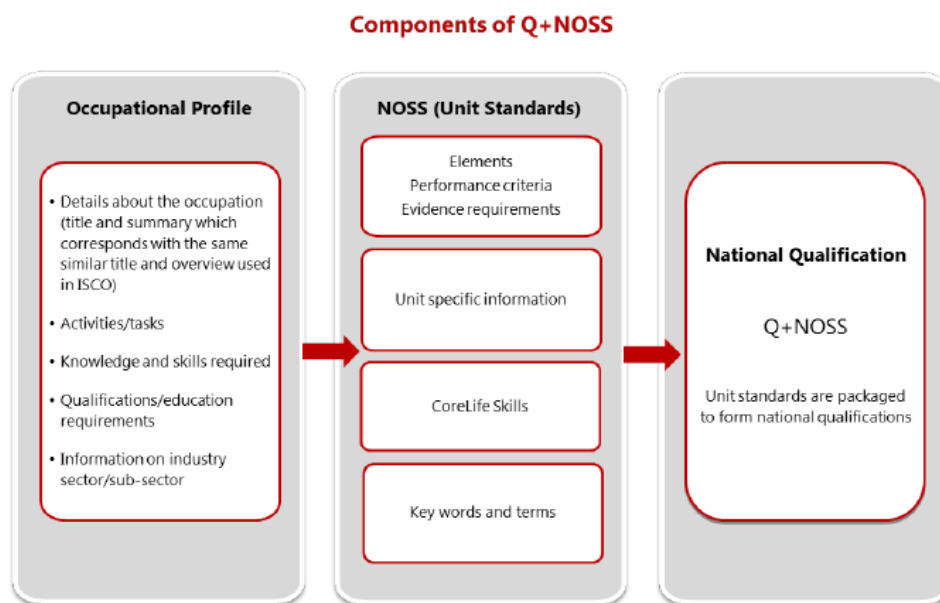 Components of Q+NOSS
Occupational Profile
• Details about the occupation
(title and summary which
corresponds with the same
similar title and overview used
in ISCO)
• Activities/tasks
• Knowledge and skills required
• Qualifications/education
requirements
• Information on industry
sector/sub-sector
NOSS (Unit Standards)
Elements
Performance criteria
Evidence requirements
Unit specific information
CoreLife Skills
Key words and terms
National Qualification
Q+NOSS
Unit standards are packaged
to form national qualifications